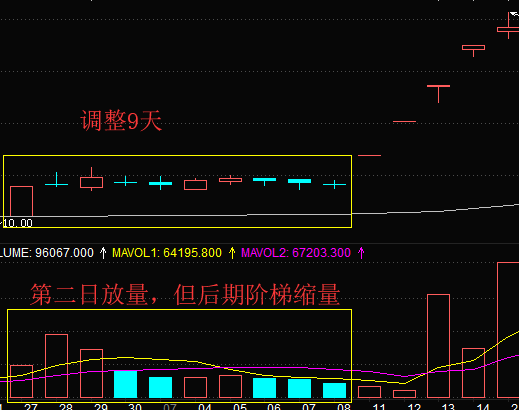 调整9天
10.00
LUME: 96067.000 ↑ MAVOL1: 64195.800 ↑ MAVOL2: 67203.300 ↑
第二日放量，但后期阶梯缩量
27 28 29 30 07 04 05 06 07 08 11 12 13 14 2